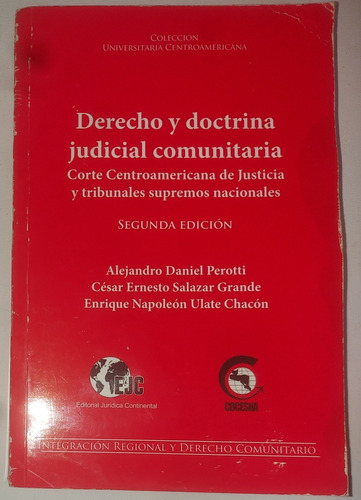 Colección
Universitaria Centroamericana
Derecho y doctrina
judicial comunitaria
Corte Centroamericana de Justicia
y tribunales supremos nacionales
Segunda edición
Alejandro Daniel Perotti
César Ernesto Salazar Grande
Enrique Napoleón Ulate Chacón
EJC
Editorial Jurídica Continental
COCESNA
Integración Regional y Derecho Comunitario